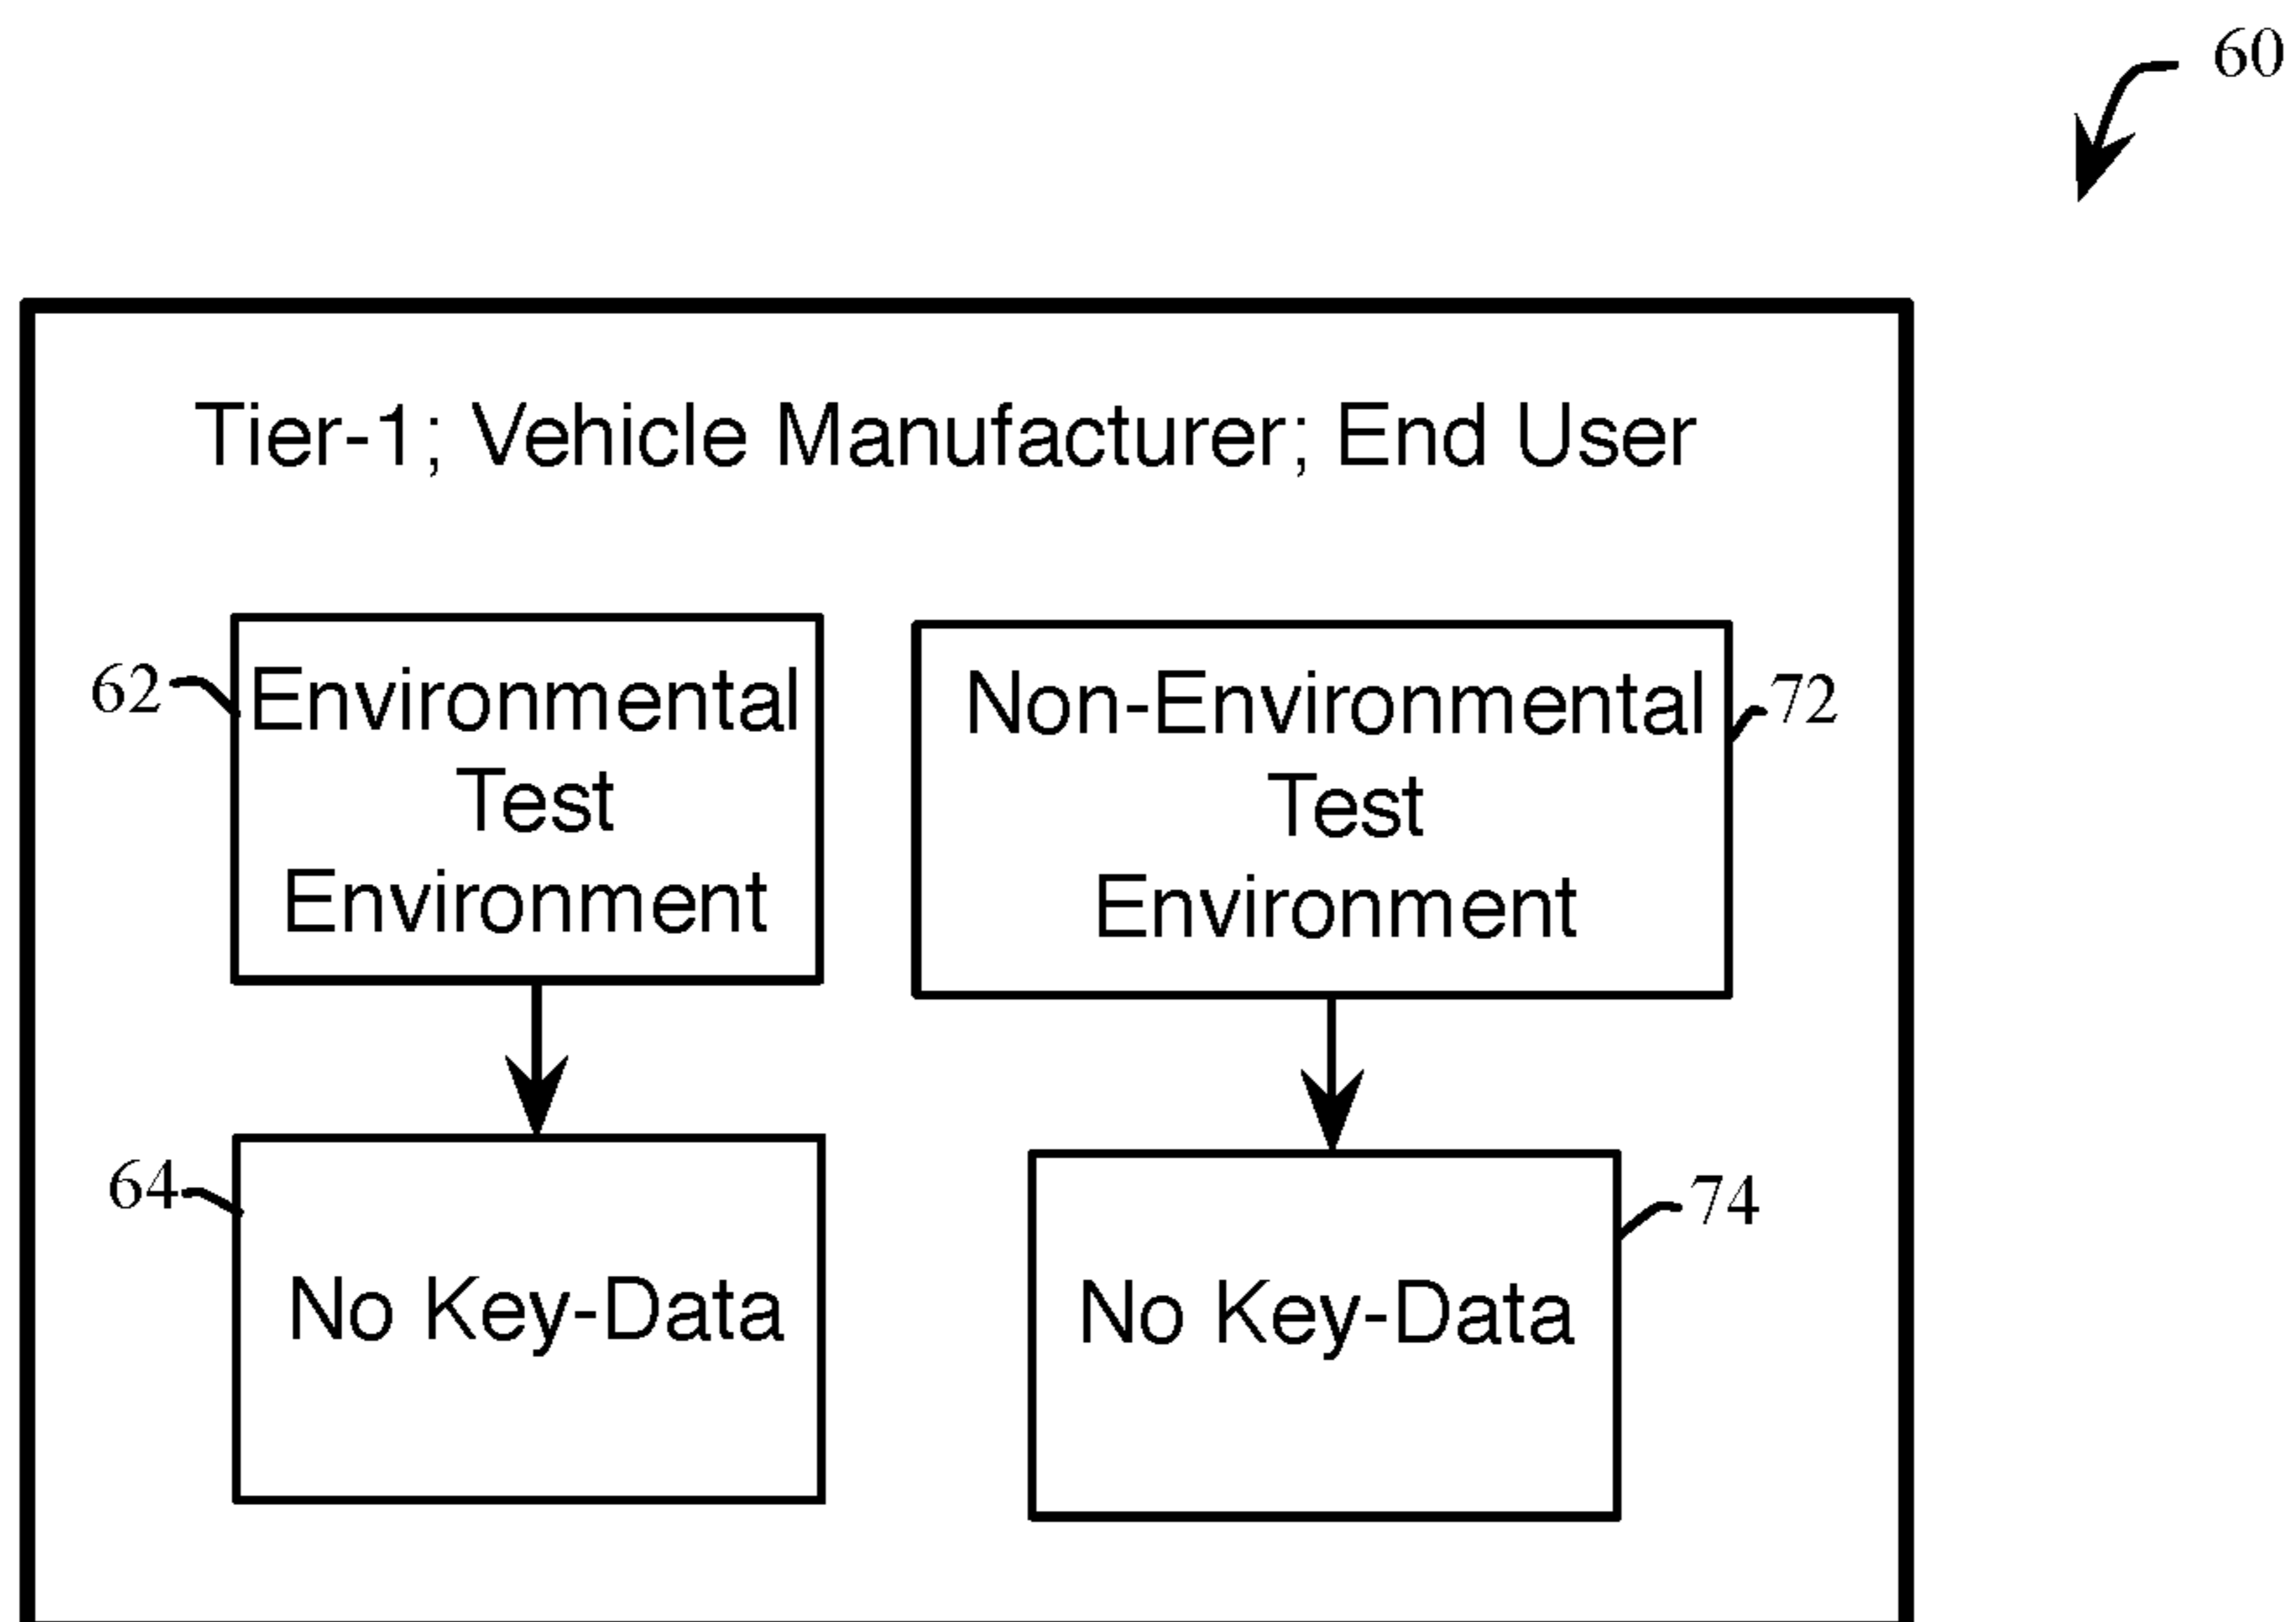 60
Tier-1; Vehicle Manufacturer; End User
62
Environmental
Test
Environment
Non-Environmental
Test
Environment
72
64
No Key-Data
No Key-Data
74